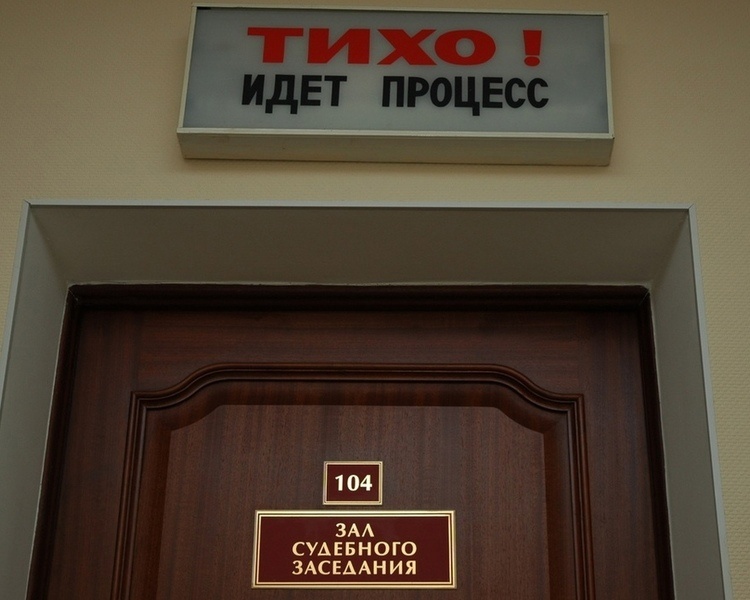 ТИХО!
ИДЕТ ПРОЦЕСС
104
ЗАЛ
СУДЕБНОГО
ЗАСЕДАНИЯ